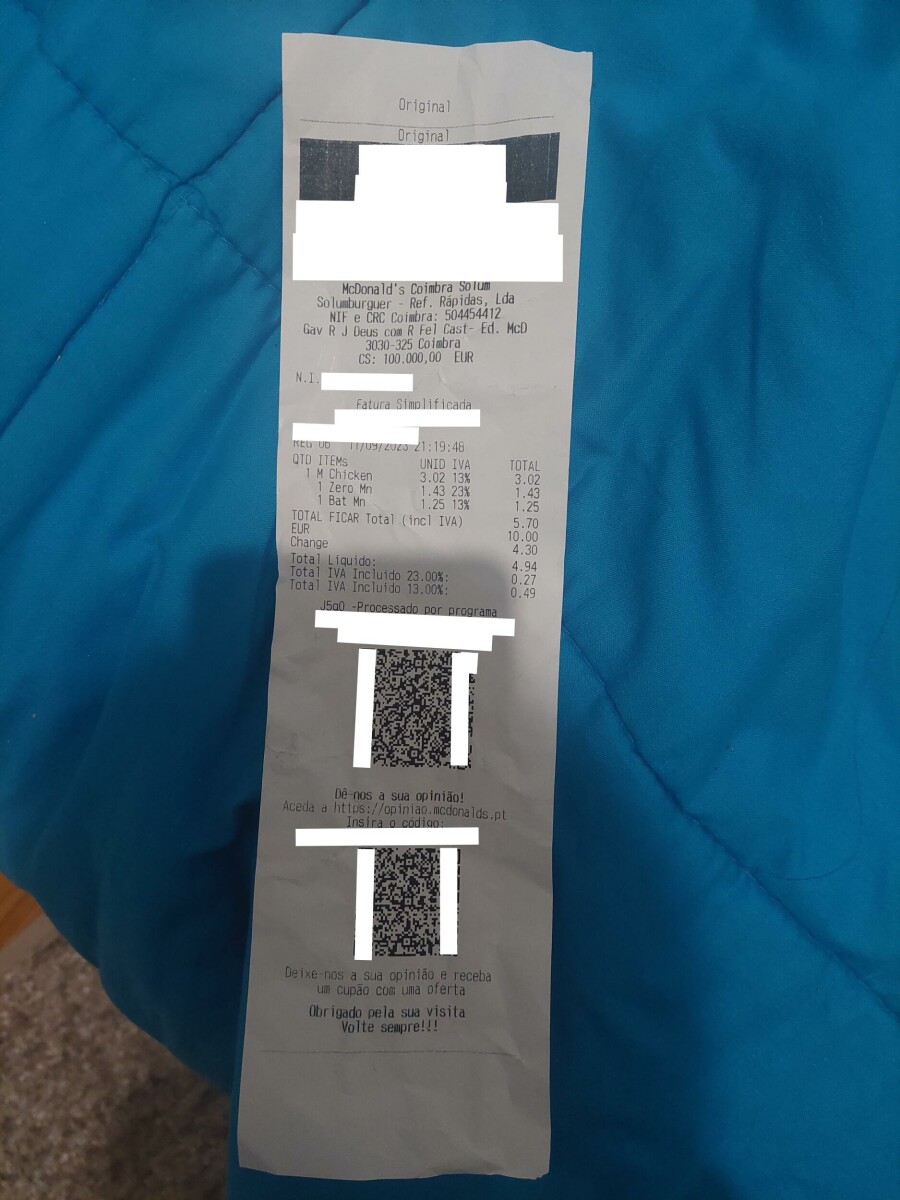 Original
Original
McDonald's Coimbra Solum
Solumburguer - Ref. Rápidas, Lda
NIF e CRC Coimbra: 504454412
Gav R J Deus com R Fel Cast- Ed. McD
3030-325 Coimbra
CS: 100.000,00 EUR
N.I.
Fatura Simplificada
REG 06 11/09/2023 21:19:48
QTD ITEMs UNID IVA TOTAL
1 M Chicken 3.02 13% 3.02
1 Zero Mn 1.43 23% 1.43
1 Bat Mn 1.25 13% 1.25
TOTAL FICAR Total (incl IVA) 5.70
EUR 10.00
Change 4.30
Total Líquido: 4.94
Total IVA Incluido 23.00%: 0.27
Total IVA Incluido 13.00%: 0.49
-Processado por programa
Dê-nos a sua opinião!
Aceda a https://opiniao.mcdonalds.pt
Insira o código:
Deixe-nos a sua opinião e receba
um cupão com uma oferta
Obrigado pela sua visita
Volte sempre!!!